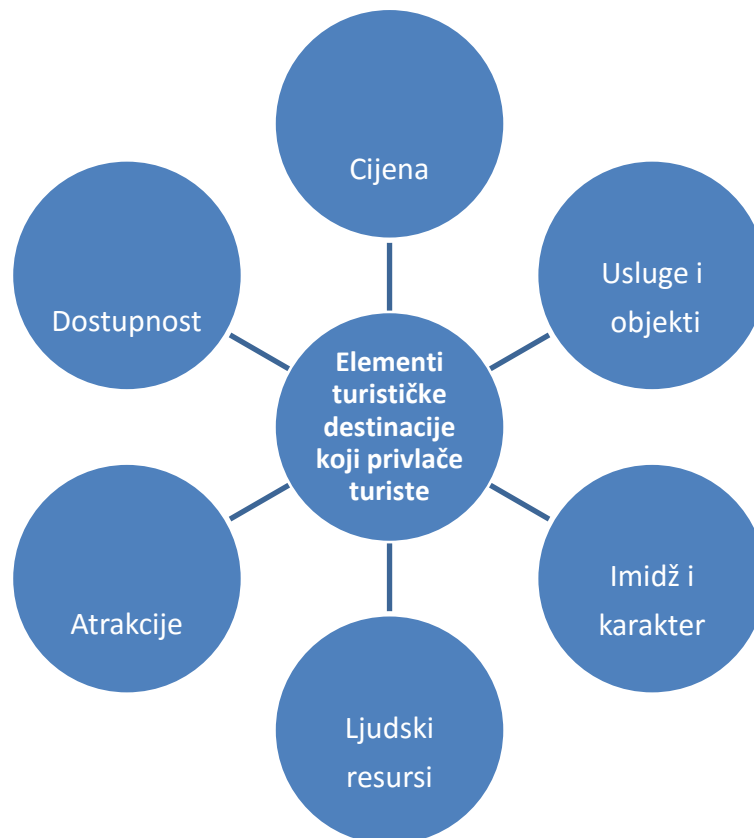 Cijena
Usluge i
objekti
Dostupnost
Elementi
turističke
destinacije
koji privlače
turiste
Imidž i
karakter
Atrakcije
Ljudski
resursi